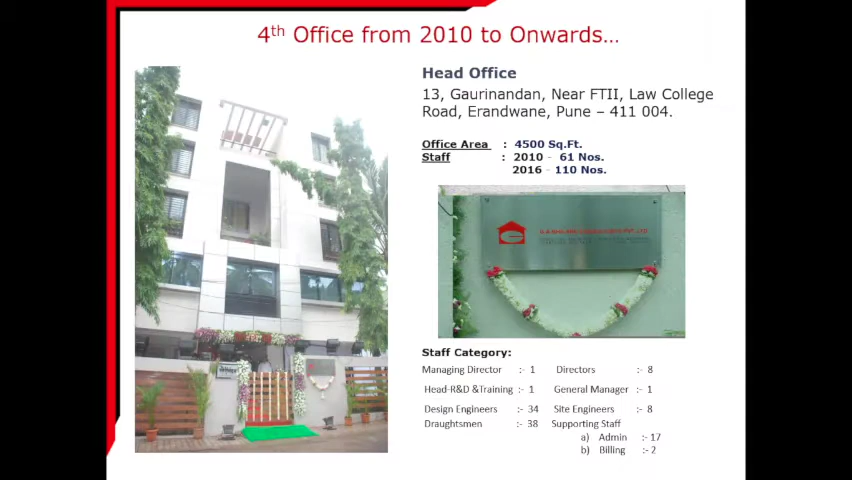 4th Office from 2010 to Onwards...
Head Office
13, Gaurinandan, Near FTII, Law College
Road, Erandwane, Pune – 411 004.
Office Area : 4500 Sq.Ft.
Staff : 2010 - 61 Nos.
2016 - 110 Nos.
PVT. LTD.
Staff Category:
Managing Director :- 1 Directors :- 8
Head-R&D &Training :- 1 General Manager :- 1
Design Engineers :- 34 Site Engineers :- 8
Draughtsmen :- 38 Supporting Staff
a) Admin :- 17
b) Billing :- 2